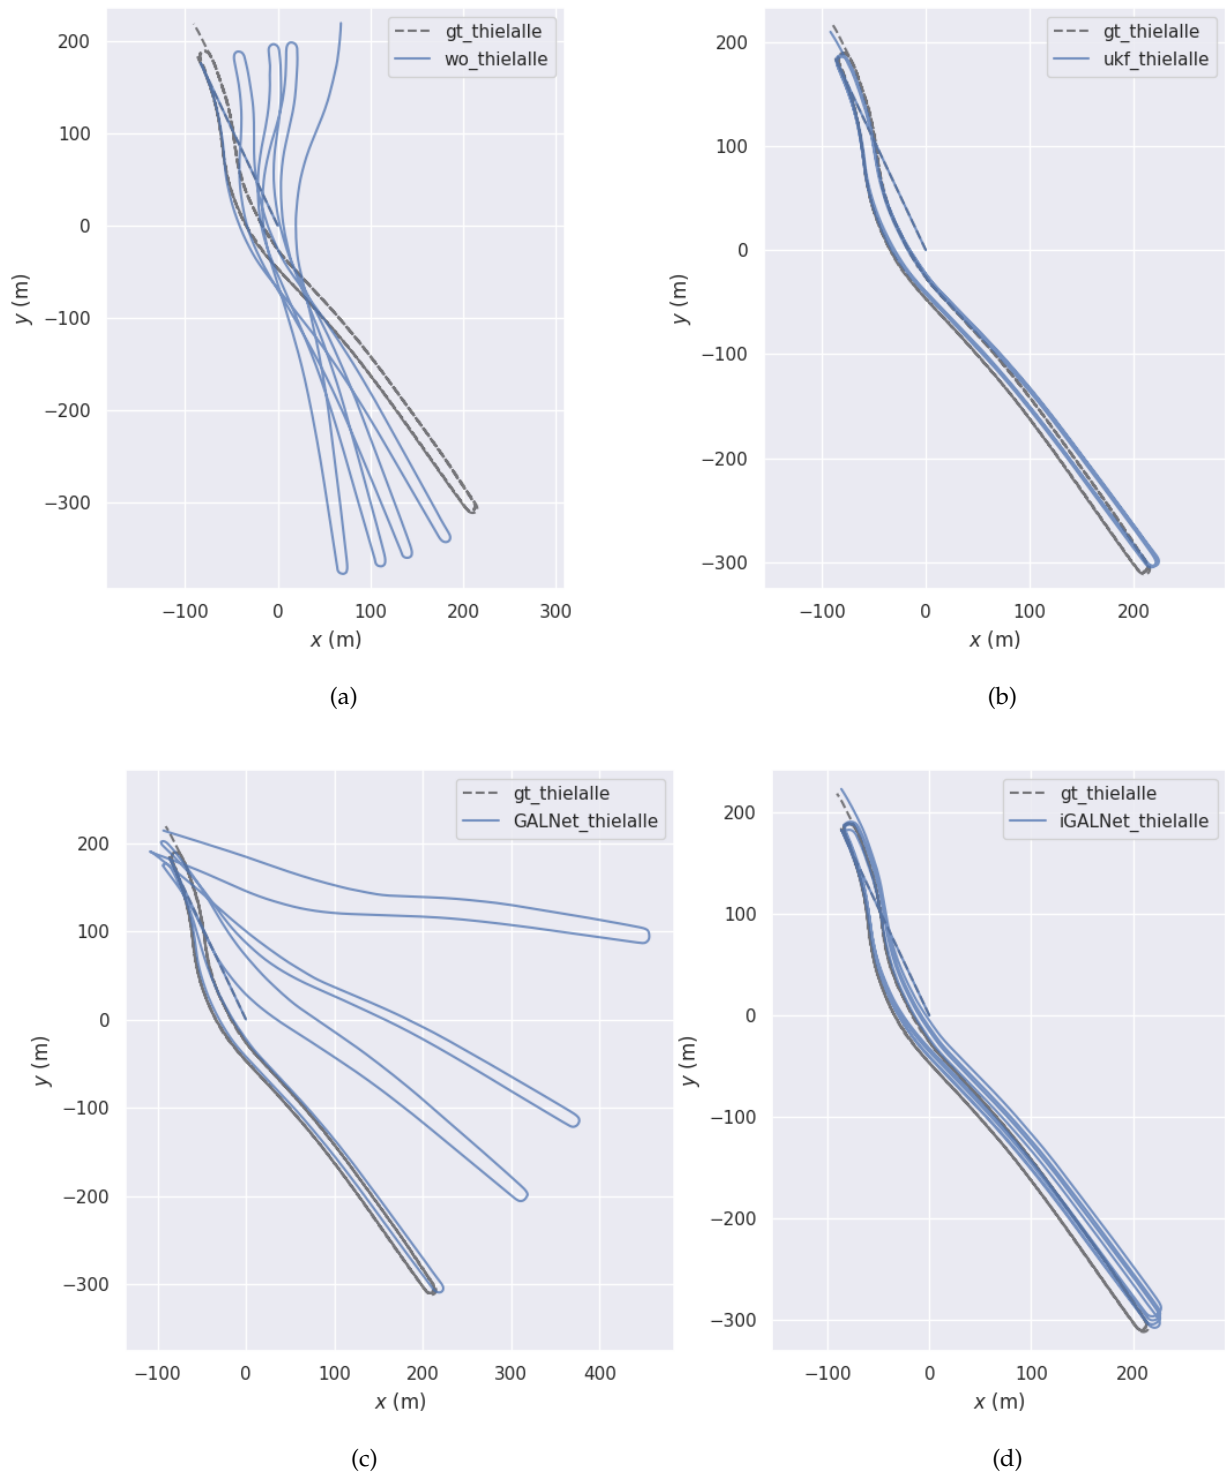 gt_thielalle
wo_thielalle
200
100
0
−100
−200
−300
y (m)
−100
0
100
200
300
x (m)
(a)
gt_thielalle
ukf_thielalle
200
100
0
−100
−200
−300
y (m)
−100
0
100
200
x (m)
(b)
gt_thielalle
GALNet_thielalle
200
100
0
−100
−200
−300
y (m)
−100
0
100
200
300
400
x (m)
(c)
gt_thielalle
iGALNet_thielalle
200
100
0
−100
−200
−300
y (m)
−100
0
100
200
x (m)
(d)